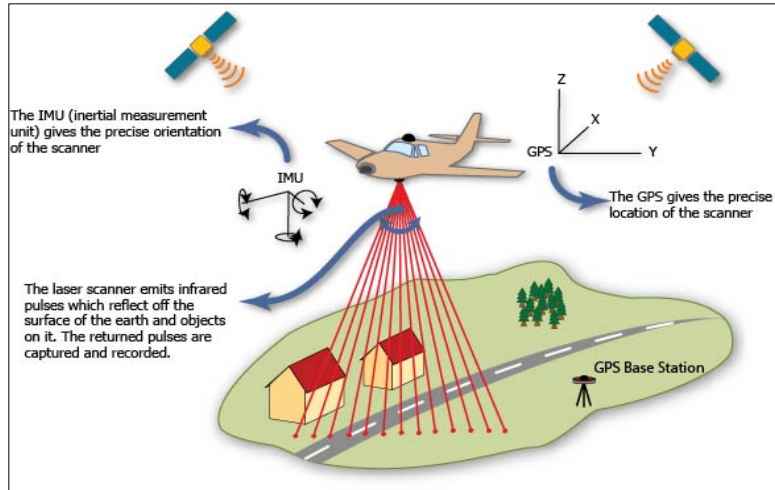 The IMU (inertial measurement
unit) gives the precise orientation
of the scanner
IMU
Z
X
GPS
Y
The GPS gives the precise
location of the scanner
The laser scanner emits infrared
pulses which reflect off the
surface of the earth and objects
on it. The returned pulses are
captured and recorded.
GPS Base Station